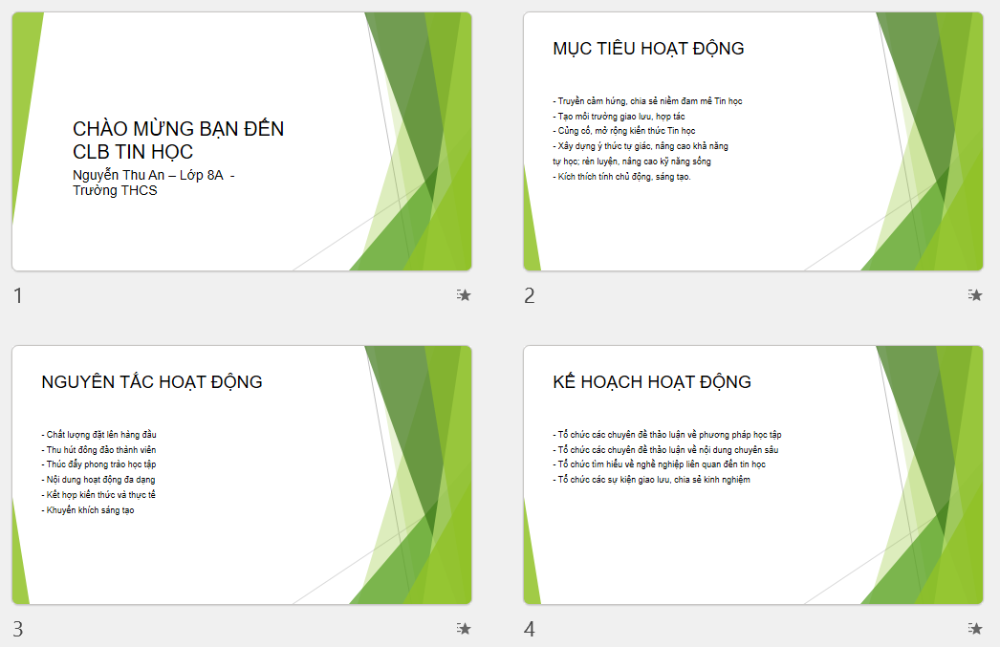 CHÀO MỪNG BẠN ĐẾN
CLB TIN HỌC
Nguyễn Thu An – Lớp 8A -
Trường THCS
1
MỤC TIÊU HOẠT ĐỘNG
- Truyền cảm hứng, chia sẻ niềm đam mê Tin học
- Tạo môi trường giao lưu, hợp tác
- Củng cố, mở rộng kiến thức Tin học
- Xây dựng ý thức tự giác, nâng cao khả năng
tự học; rèn luyện, nâng cao kỹ năng sống
- Kích thích tính chủ động, sáng tạo.
2
NGUYÊN TẮC HOẠT ĐỘNG
- Chất lượng đặt lên hàng đầu
- Thu hút đông đảo thành viên
- Thúc đẩy phong trào học tập
- Nội dung hoạt động đa dạng
- Kết hợp kiến thức và thực tế
- Khuyến khích sáng tạo
3
KẾ HOẠCH HOẠT ĐỘNG
- Tổ chức các chuyên đề thảo luận về phương pháp học tập
- Tổ chức các chuyên đề thảo luận về nội dung chuyên sâu
- Tổ chức tìm hiểu về nghề nghiệp liên quan đến tin học
- Tổ chức các sự kiện giao lưu, chia sẻ kinh nghiệm
4